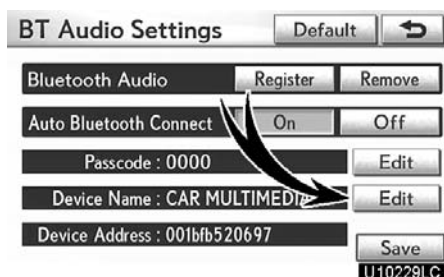 BT Audio Settings Default
Bluetooth Audio Register Remove
Auto Bluetooth Connect On Off
Passcode : 0000 Edit
Device Name : CAR MULTIMEDIA Edit
Device Address : 001bfb520697
Save
U10229LC